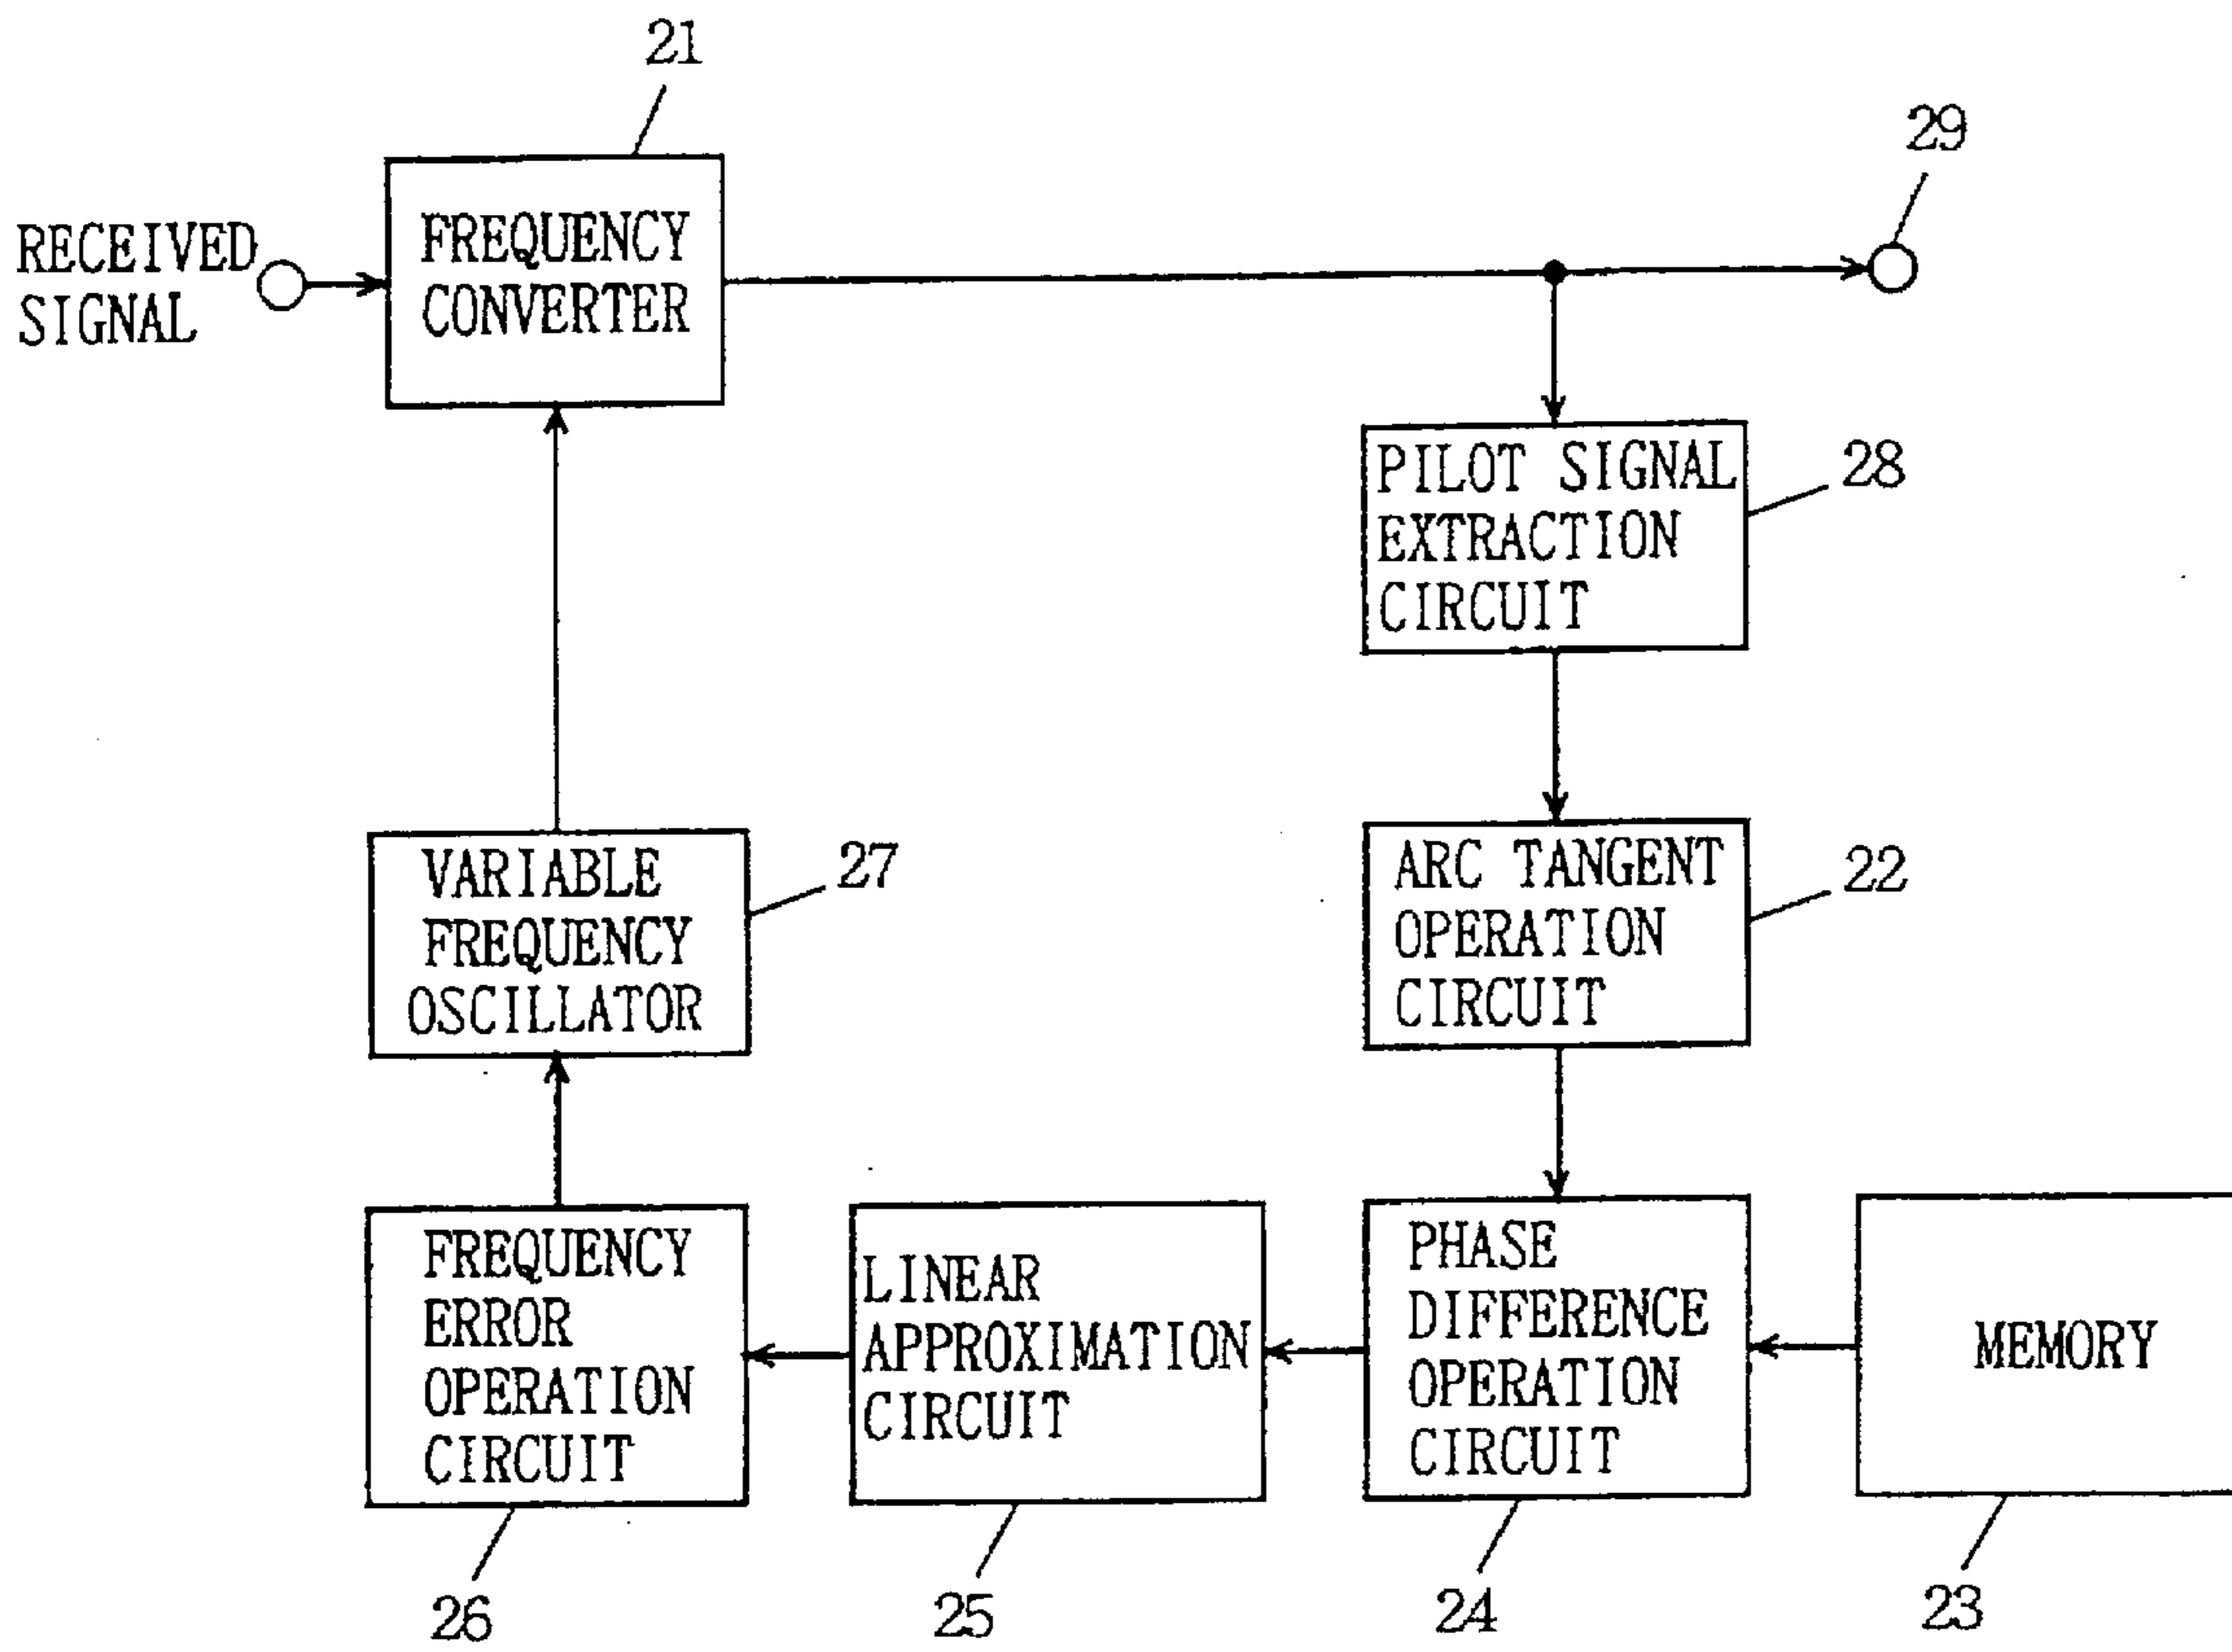 21
29
RECEIVED
SIGNAL
FREQUENCY
CONVERTER
PILOT SIGNAL
EXTRACTION
CIRCUIT
28
VARIABLE
FREQUENCY
OSCILLATOR
27
ARC TANGENT
OPERATION
CIRCUIT
22
FREQUENCY
ERROR
OPERATION
CIRCUIT
LINEAR
APPROXIMATION
CIRCUIT
PHASE
DIFFERENCE
OPERATION
CIRCUIT
MEMORY
26
25
24
23